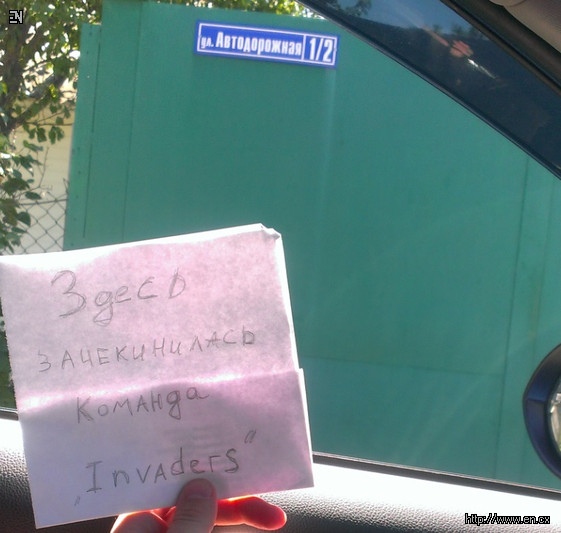 EN
ул. Автодорожная 1/2
Здесь
зачекинилась
команда
„Invaders"
http://www.en.cx